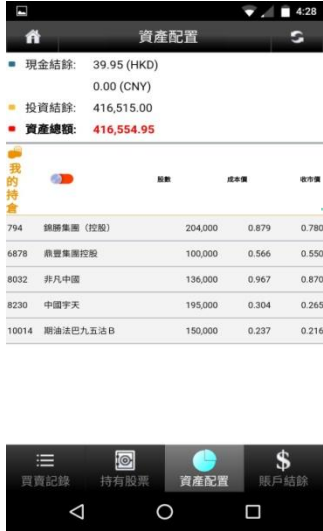 4:28
資產配置
現金結餘: 39.95 (HKD)
0.00 (CNY)
投資結餘: 416,515.00
資產總額: 416,554.95
我的持倉 股數 成本價 收市價
794 錦勝集團（控股） 204,000 0.879 0.780
6878 鼎豐集團控股 100,000 0.566 0.550
8032 非凡中國 136,000 0.967 0.870
8230 中國宇天 195,000 0.304 0.265
10014 期油法巴九五沽B 150,000 0.237 0.216
買賣記錄 持有股票 資產配置 賬戶結餘